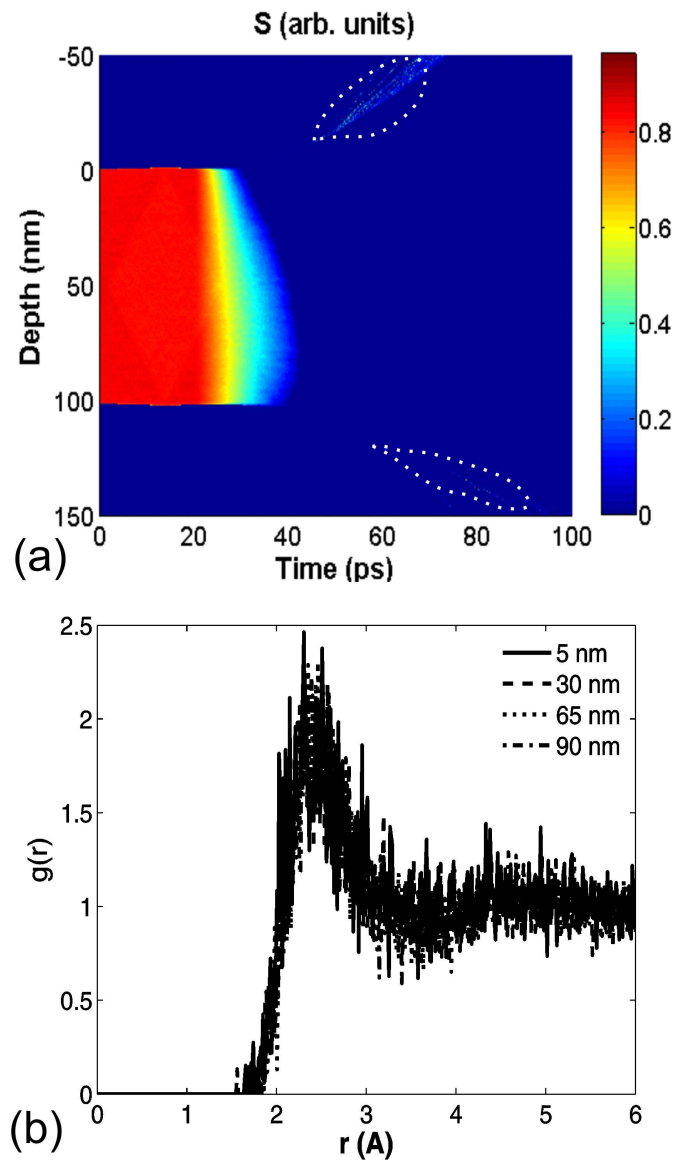 S (arb. units)
-50
0
50
100
150
Depth (nm)
0 20 40 60 80 100
Time (ps)
0.8
0.6
0.4
0.2
0
(a)
2.5
2
1.5
1
0.5
0
g(r)
5 nm
30 nm
65 nm
90 nm
0 1 2 3 4 5 6
r (A)
(b)